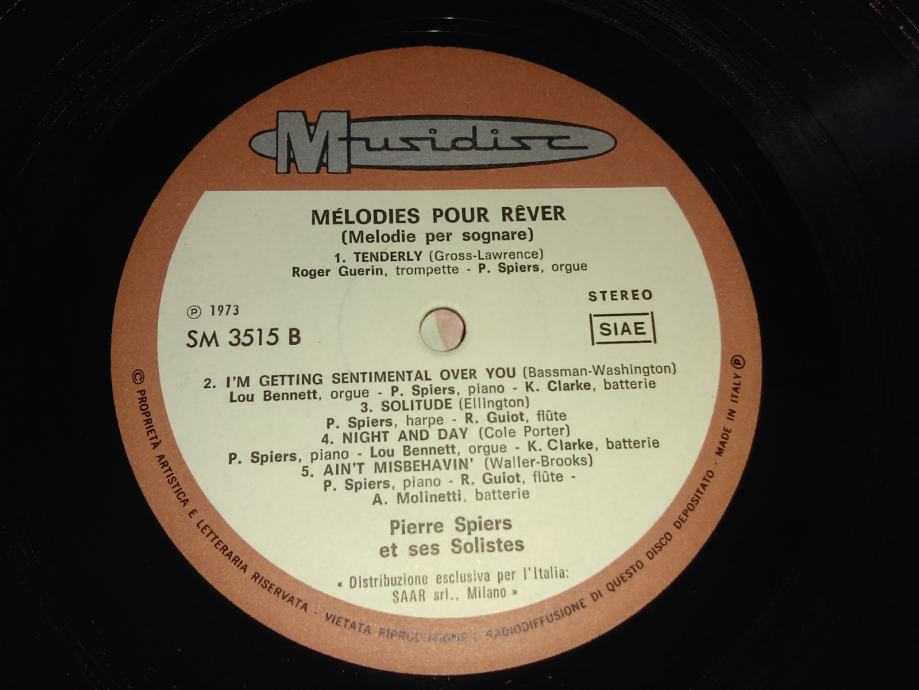 Musidisc
MÉLODIES POUR RÊVER
(Melodie per sognare)
1. TENDERLY (Gross-Lawrence)
Roger Guerin, trompette - P. Spiers, orgue
Ⓟ 1973
SM 3515 B
STEREO
SIAE
2. I'M GETTING SENTIMENTAL OVER YOU (Bassman-Washington)
Lou Bennett, orgue - P. Spiers, piano - K. Clarke, batterie
3. SOLITUDE (Ellington)
P. Spiers, harpe - R. Guiot, flûte
4. NIGHT AND DAY (Cole Porter)
P. Spiers, piano - Lou Bennett, orgue - K. Clarke, batterie
5. AIN'T MISBEHAVIN' (Waller-Brooks)
P. Spiers, piano - R. Guiot, flûte -
A. Molinetti, batterie
Pierre Spiers
et ses Solistes
« Distribuzione esclusiva per l'Italia:
SAAR srl., Milano »
© PROPRIETÀ ARTISTICA E LETTERARIA RISERVATA · VIETATA RIPRODUZIONE E RADIODIFFUSIONE DI QUESTO DISCO DEPOSITATO · MADE IN ITALY Ⓟ